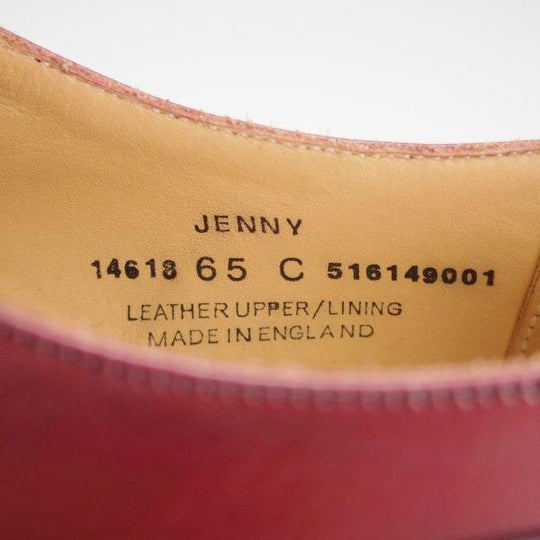 JENNY
14618 65 C 516149001
LEATHER UPPER/LINING
MADE IN ENGLAND